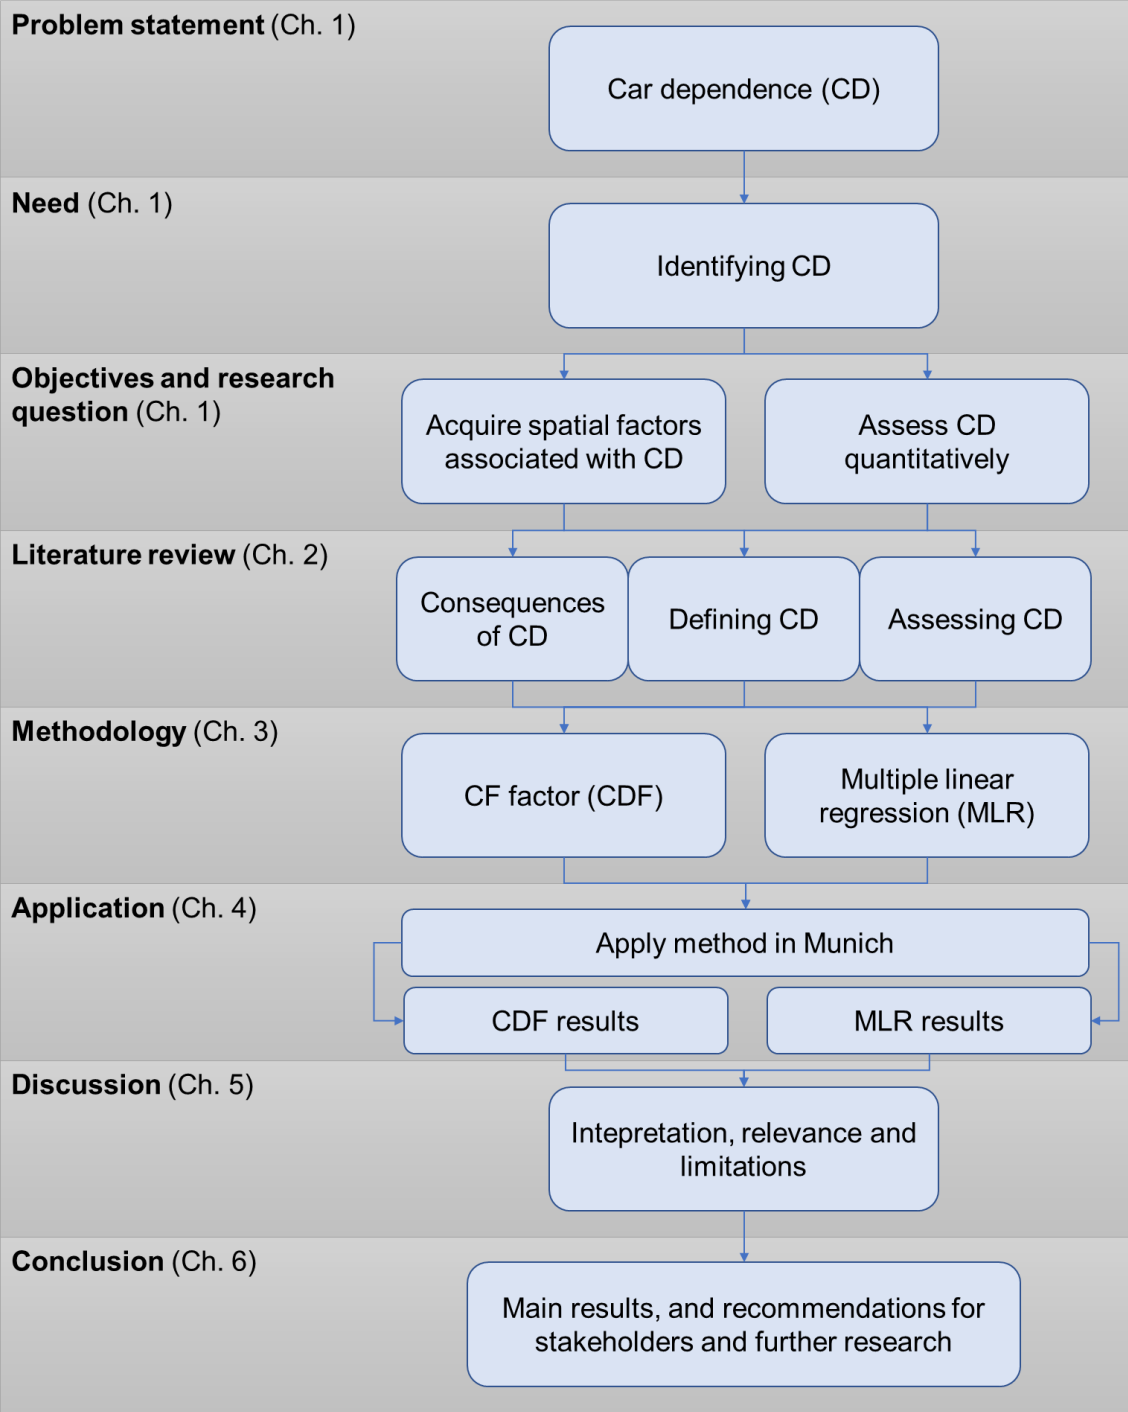 Problem statement (Ch. 1)
Car dependence (CD)
Need (Ch. 1)
Identifying CD
Objectives and research
question (Ch. 1)
Acquire spatial factors
associated with CD
Assess CD
quantitatively
Literature review (Ch. 2)
Consequences
of CD
Defining CD
Assessing CD
Methodology (Ch. 3)
CF factor (CDF)
Multiple linear
regression (MLR)
Application (Ch. 4)
Apply method in Munich
CDF results
MLR results
Discussion (Ch. 5)
Intepretation, relevance and
limitations
Conclusion (Ch. 6)
Main results, and recommendations for
stakeholders and further research